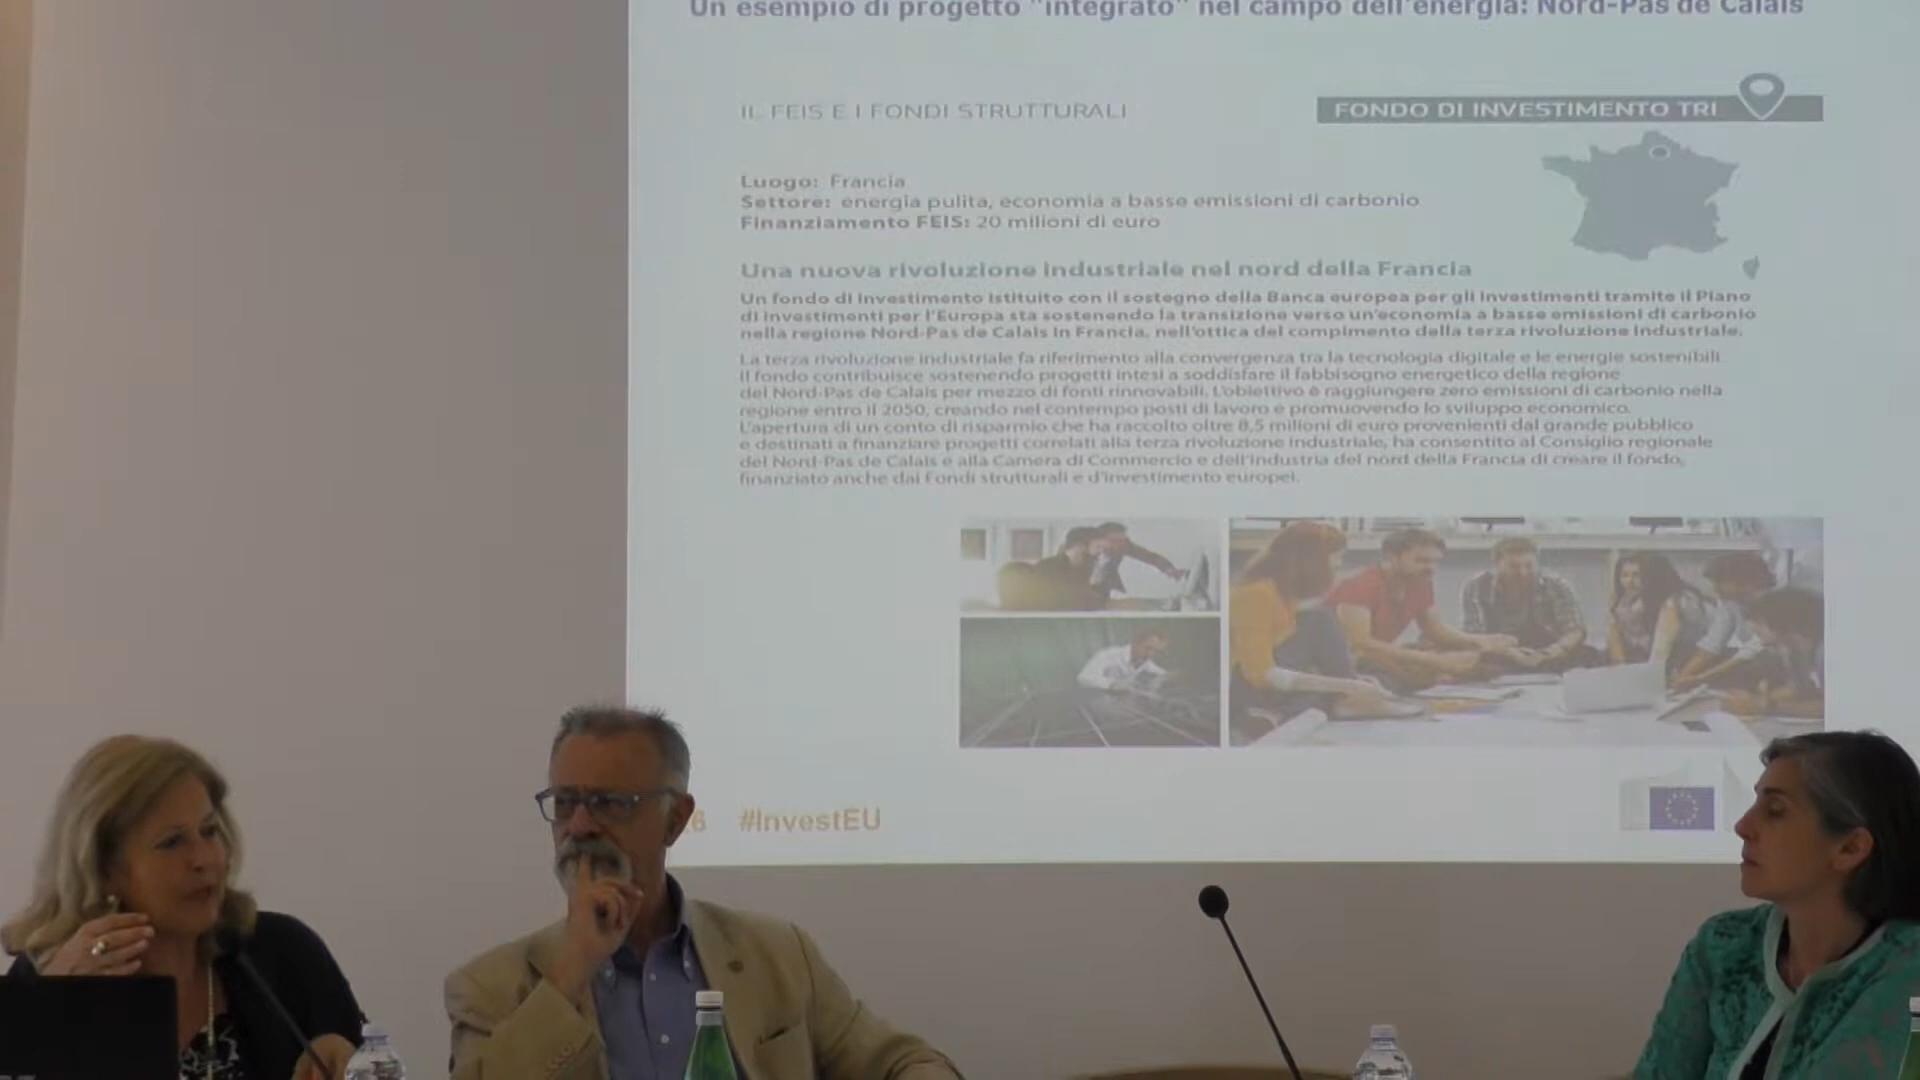 Un esempio di progetto "integrato" nel campo dell'energia: Nord-Pas de Calais
IL FEIS E I FONDI STRUTTURALI
FONDO DI INVESTIMENTO TRI
Luogo: Francia
Settore: energia pulita, economia a basse emissioni di carbonio
Finanziamento FEIS: 20 milioni di euro
Una nuova rivoluzione industriale nel nord della Francia
Un fondo di investimento istituito con il sostegno della Banca europea per gli investimenti tramite il Piano
di investimenti per l'Europa sta sostenendo la transizione verso un'economia a basse emissioni di carbonio
nella regione Nord-Pas de Calais in Francia, nell'ottica del compimento della terza rivoluzione industriale.
La terza rivoluzione industriale fa riferimento alla convergenza tra la tecnologia digitale e le energie sostenibili.
Il fondo contribuisce sostenendo progetti intesi a soddisfare il fabbisogno energetico della regione
del Nord-Pas de Calais per mezzo di fonti rinnovabili. L'obiettivo è raggiungere zero emissioni di carbonio nella
regione entro il 2050, creando nel contempo posti di lavoro e promuovendo lo sviluppo economico.
L'apertura di un conto di risparmio che ha raccolto oltre 8,5 milioni di euro provenienti dal grande pubblico
e destinati a finanziare progetti correlati alla terza rivoluzione industriale, ha consentito al Consiglio regionale
del Nord-Pas de Calais e alla Camera di Commercio e dell'industria del nord della Francia di creare il fondo,
finanziato anche dai Fondi strutturali e d'investimento europei.
6 #InvestEU